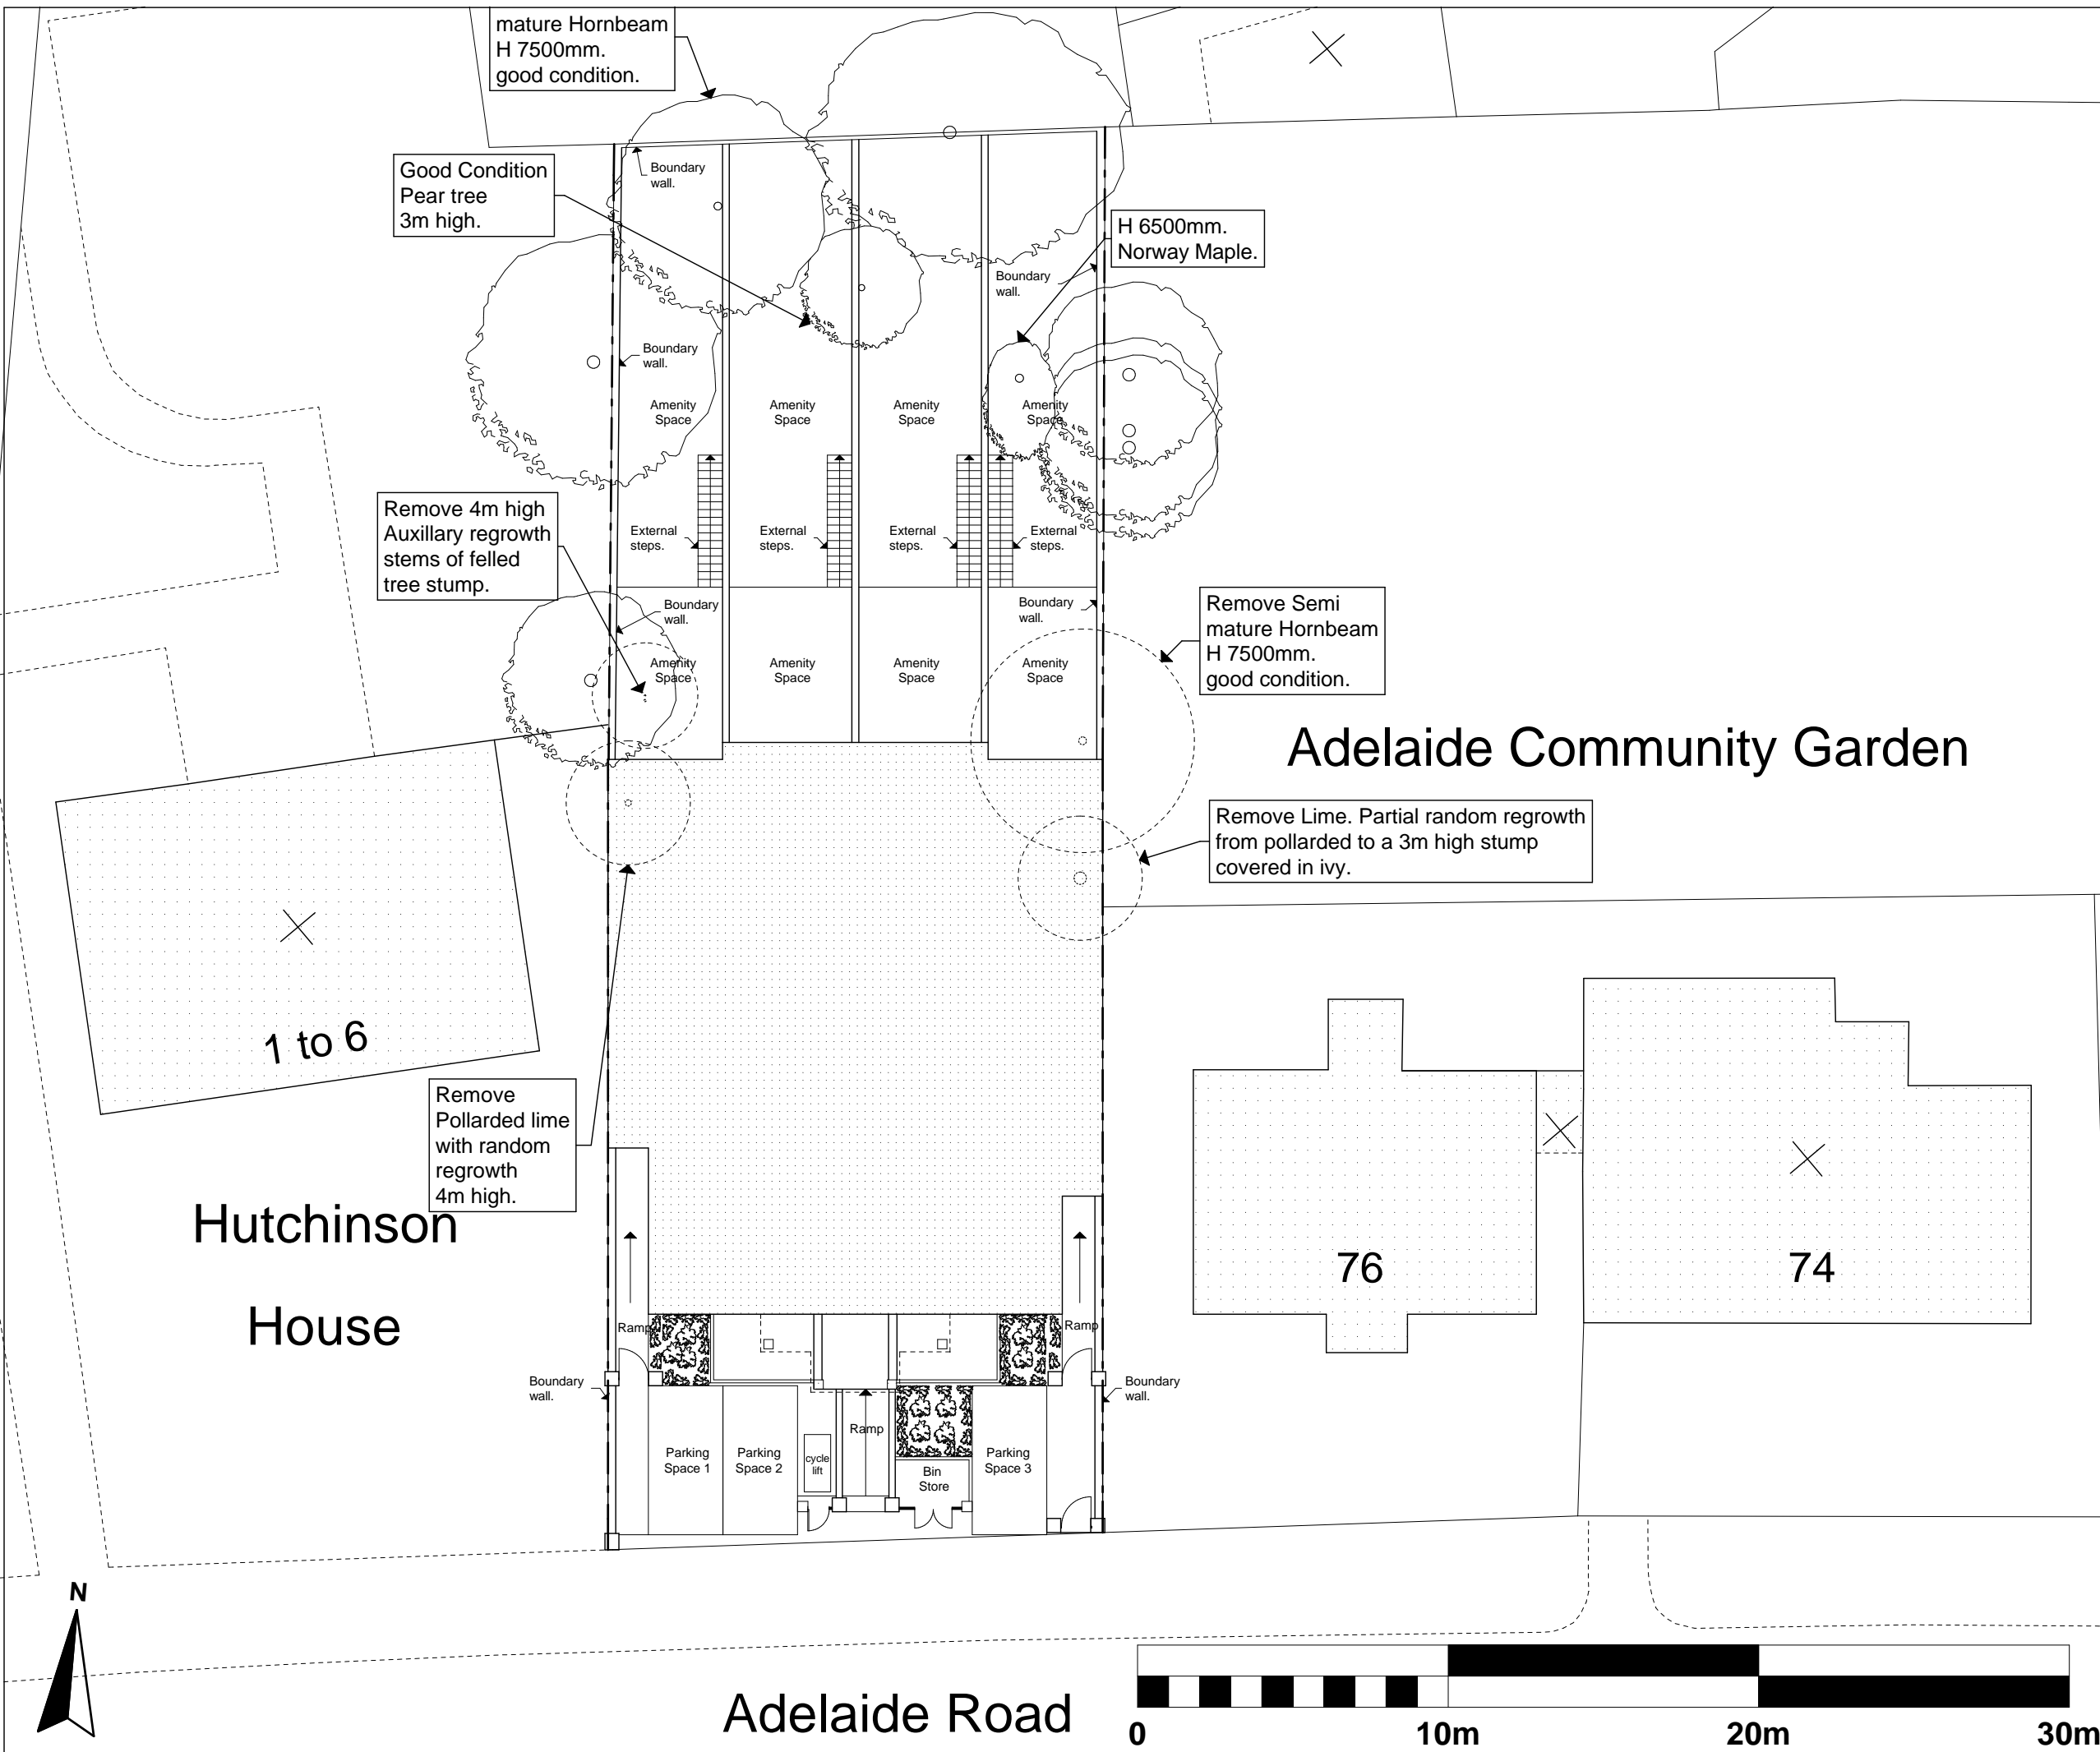 mature Hornbeam
H 7500mm.
good condition.
Good Condition
Pear tree
3m high.
Boundary
wall.
H 6500mm.
Norway Maple.
Boundary
wall.
Boundary
wall.
Amenity
Space
Amenity
Space
Amenity
Space
Amenity
Space
Remove 4m high
Auxillary regrowth
stems of felled
tree stump.
External
steps.
External
steps.
External
steps.
External
steps.
Boundary
wall.
Boundary
wall.
Remove Semi
mature Hornbeam
H 7500mm.
good condition.
Amenity
Space
Amenity
Space
Amenity
Space
Amenity
Space
Adelaide Community Garden
Remove Lime. Partial random regrowth
from pollarded to a 3m high stump
covered in ivy.
1 to 6
Remove
Pollarded lime
with random
regrowth
4m high.
Hutchinson
House
76
74
Ramp
Ramp
Boundary
wall.
Boundary
wall.
Parking
Space 1
Parking
Space 2
cycle
lift
Ramp
Bin
Store
Parking
Space 3
N
Adelaide Road
0 10m 20m 30m